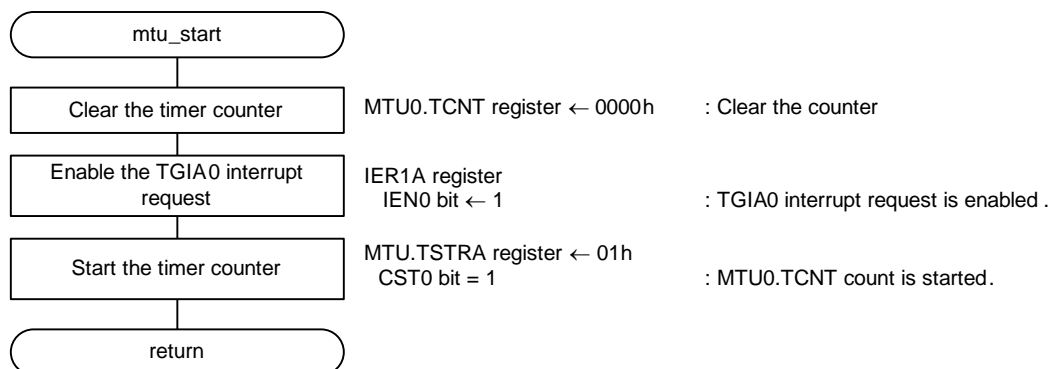 mtu_start
Clear the timer counter
MTU0.TCNT register ← 0000h : Clear the counter
Enable the TGIA0 interrupt
request
IER1A register
IEN0 bit ← 1 : TGIA0 interrupt request is enabled.
Start the timer counter
MTU.TSTRA register ← 01h
CST0 bit = 1 : MTU0.TCNT count is started.
return